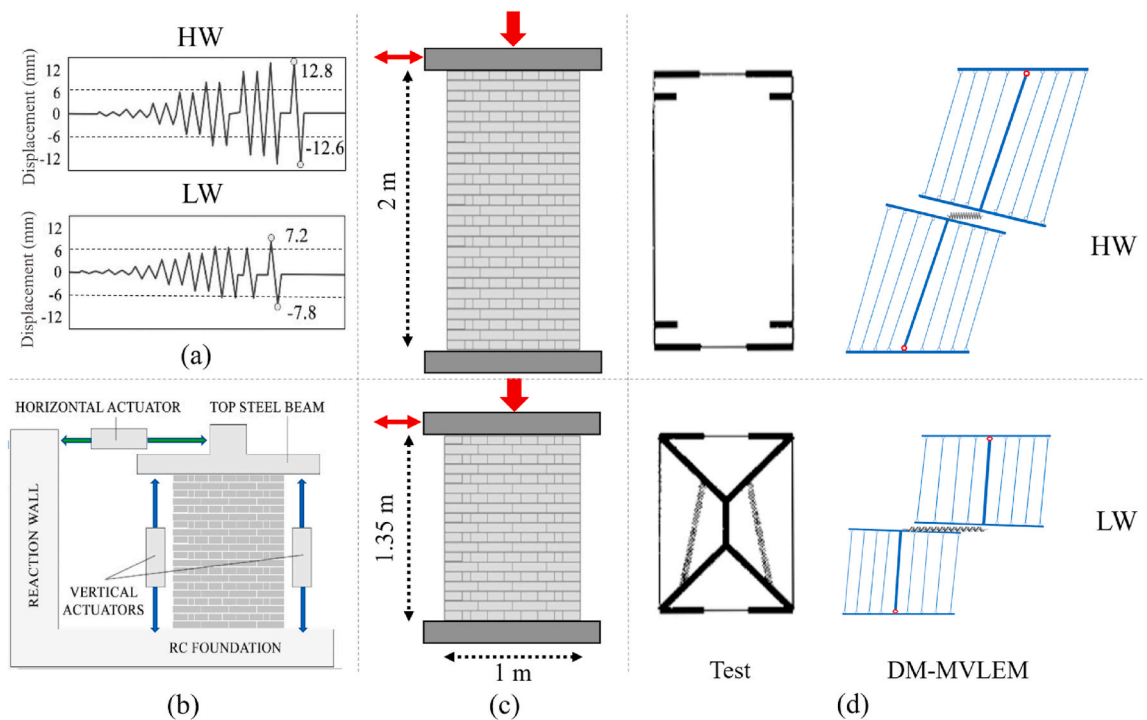 HW
Displacement (mm)
12
6
0
-6
-12
12.8
-12.6
LW
Displacement (mm)
12
6
0
-6
-12
7.2
-7.8
(a)
HORIZONTAL ACTUATOR
TOP STEEL BEAM
REACTION WALL
VERTICAL
ACTUATORS
RC FOUNDATION
(b)
2 m
1.35 m
1 m
(c)
HW
LW
Test
DM-MVLEM
(d)